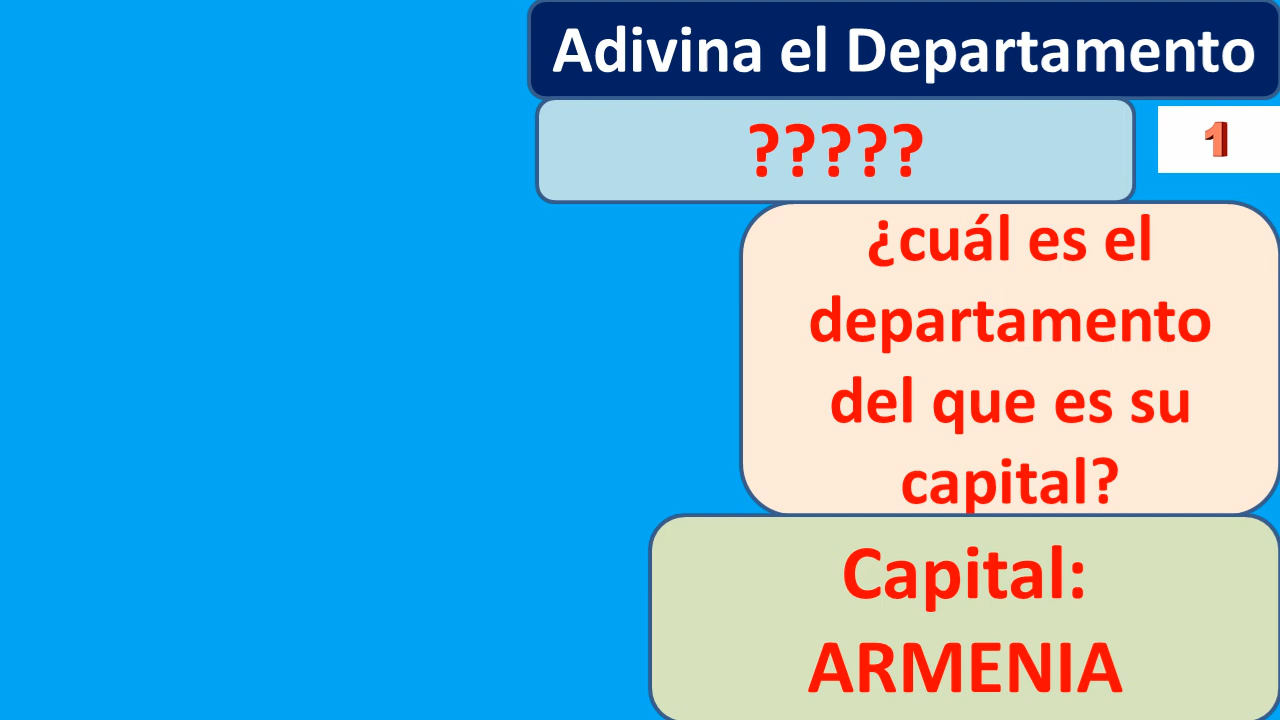 Adivina el Departamento
?????
1
¿cuál es el
departamento
del que es su
capital?
Capital:
ARMENIA